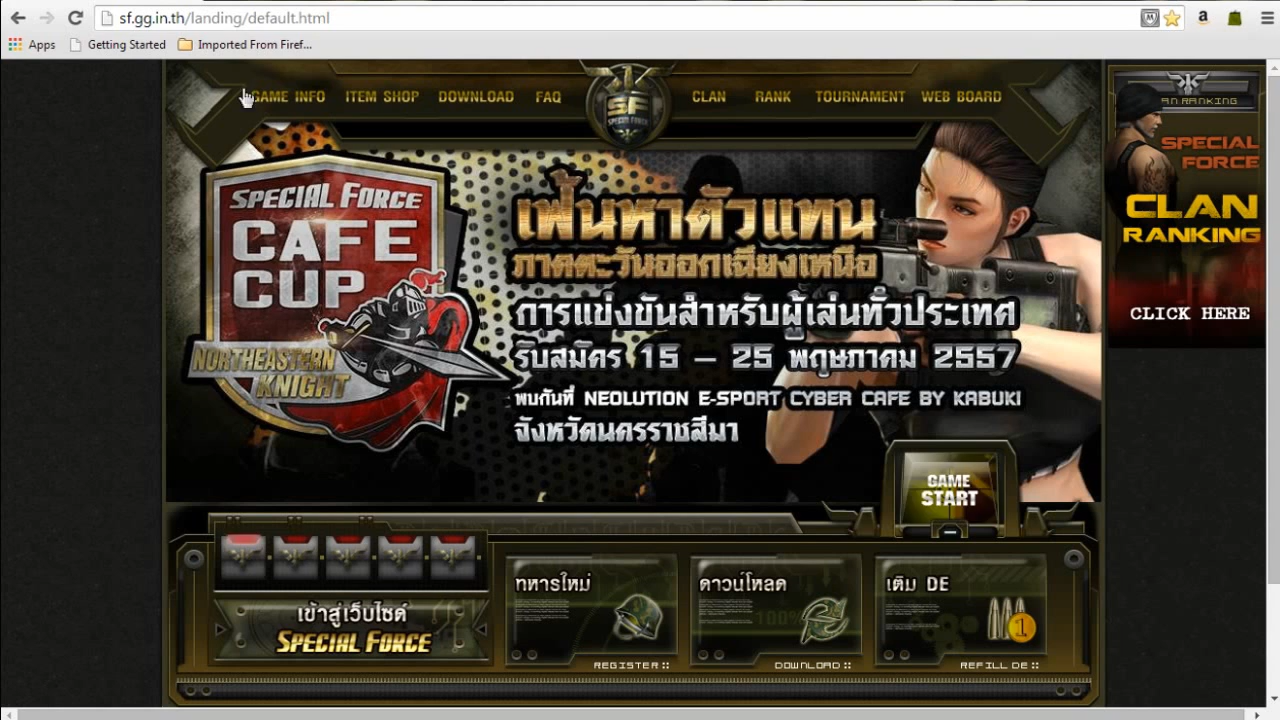 sf.gg.in.th/landing/default.html
Apps
Getting Started
Imported From Firef...
GAME INFO
ITEM SHOP
DOWNLOAD
FAQ
SF
SPECIAL FORCE
CLAN
RANK
TOURNAMENT
WEB BOARD
SPECIAL FORCE
CAFE
CUP
NORTHEASTERN
KNIGHT
เฟ้นหาตัวแทน
ภาคตะวันออกเฉียงเหนือ
การแข่งขันสำหรับผู้เล่นทั่วประเทศ
รับสมัคร 15 – 25 พฤษภาคม 2557
พบกันที่ NEOLUTION E-SPORT CYBER CAFE BY KABUKI
จังหวัดนครราชสีมา
GAME
START
AN RANKING
SPECIAL
FORCE
CLAN
RANKING
CLICK HERE
เข้าสู่เว็บไซด์
SPECIAL FORCE
ทหารใหม่
REGISTER ::
ดาวน์โหลด
100%
DOWNLOAD ::
เติม DE
1
REFILL DE ::